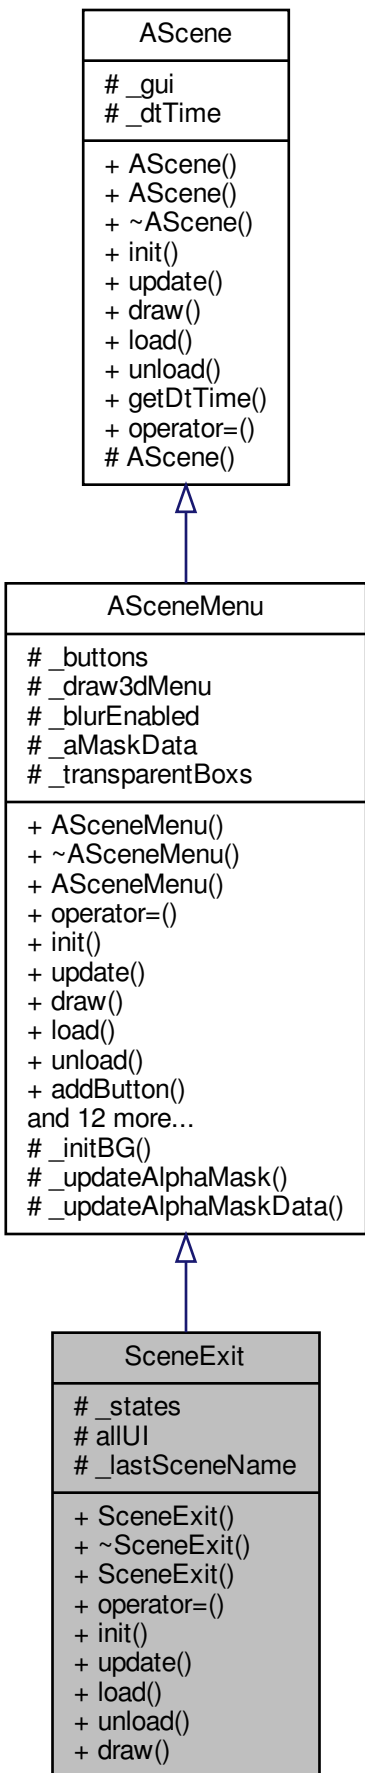 AScene
# _gui
# _dtTime
+ AScene()
+ AScene()
+ ~AScene()
+ init()
+ update()
+ draw()
+ load()
+ unload()
+ getDtTime()
+ operator=()
# AScene()
ASceneMenu
# _buttons
# _draw3dMenu
# _blurEnabled
# _aMaskData
# _transparentBoxs
+ ASceneMenu()
+ ~ASceneMenu()
+ ASceneMenu()
+ operator=()
+ init()
+ update()
+ draw()
+ load()
+ unload()
+ addButton()
and 12 more...
# _initBG()
# _updateAlphaMask()
# _updateAlphaMaskData()
SceneExit
# _states
# allUI
# _lastSceneName
+ SceneExit()
+ ~SceneExit()
+ SceneExit()
+ operator=()
+ init()
+ update()
+ load()
+ unload()
+ draw()